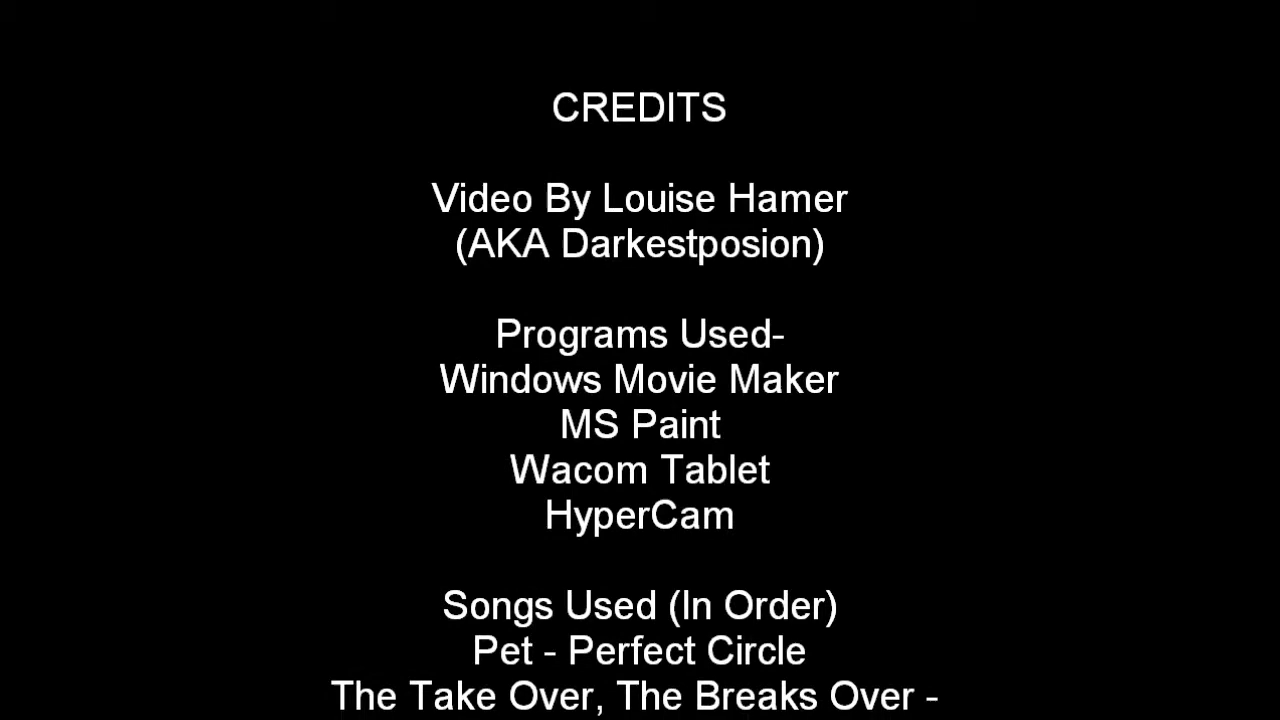 CREDITS
Video By Louise Hamer
(AKA Darkestposion)
Programs Used-
Windows Movie Maker
MS Paint
Wacom Tablet
HyperCam
Songs Used (In Order)
Pet - Perfect Circle
The Take Over, The Breaks Over -